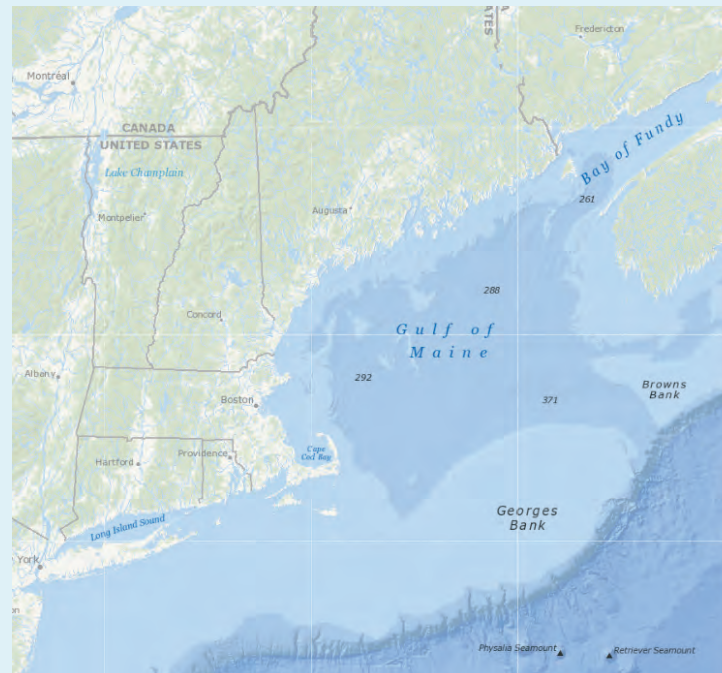 STATES
Fredericton
Montréal
CANADA
UNITED STATES
Bay of Fundy
Lake Champlain
261
Montpelier
Augusta
288
Concord
Gulf of
Maine
292
Albany
Browns
Bank
Boston
371
Cape
Cod Bay
Providence
Hartford
Georges
Bank
Long Island Sound
York
Physalia Seamount
Retriever Seamount